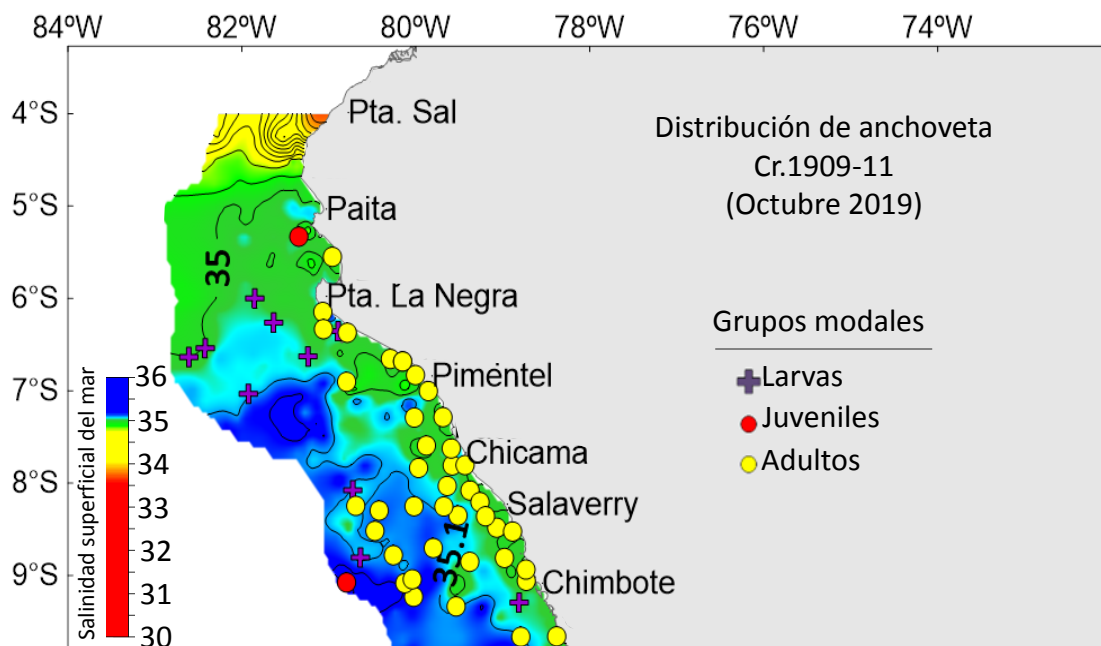 84ºW 82ºW 80ºW 78ºW 76ºW 74ºW
4°S
Pta. Sal
Distribución de anchoveta
Cr.1909-11
(Octubre 2019)
5°S
Paita
35
6°S
Pta. La Negra
Grupos modales
Larvas
Juveniles
Adultos
7°S
Piméntel
Chicama
8°S
Salaverry
35.1
9°S
Chimbote
Salinidad superficial del mar
36
35
34
33
32
31
30